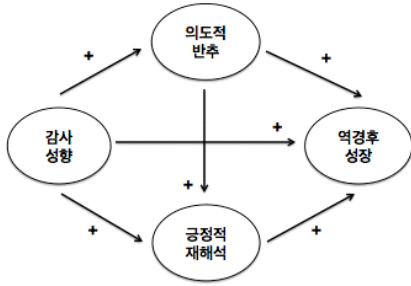 의도적
반추
+
+
감사
성향
+
역경후
성장
+
+
긍정적
재해석
+